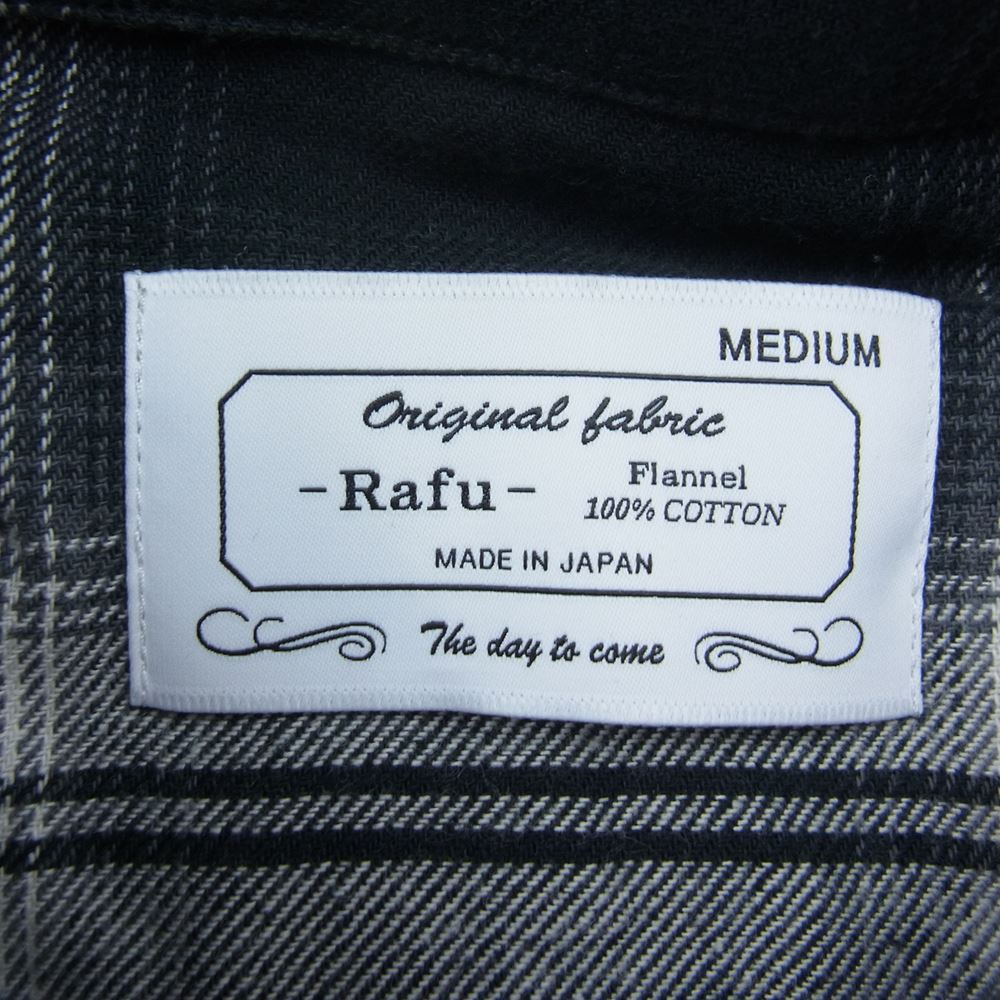 MEDIUM
Original fabric
-Rafu-
Flannel
100% COTTON
MADE IN JAPAN
The day to come